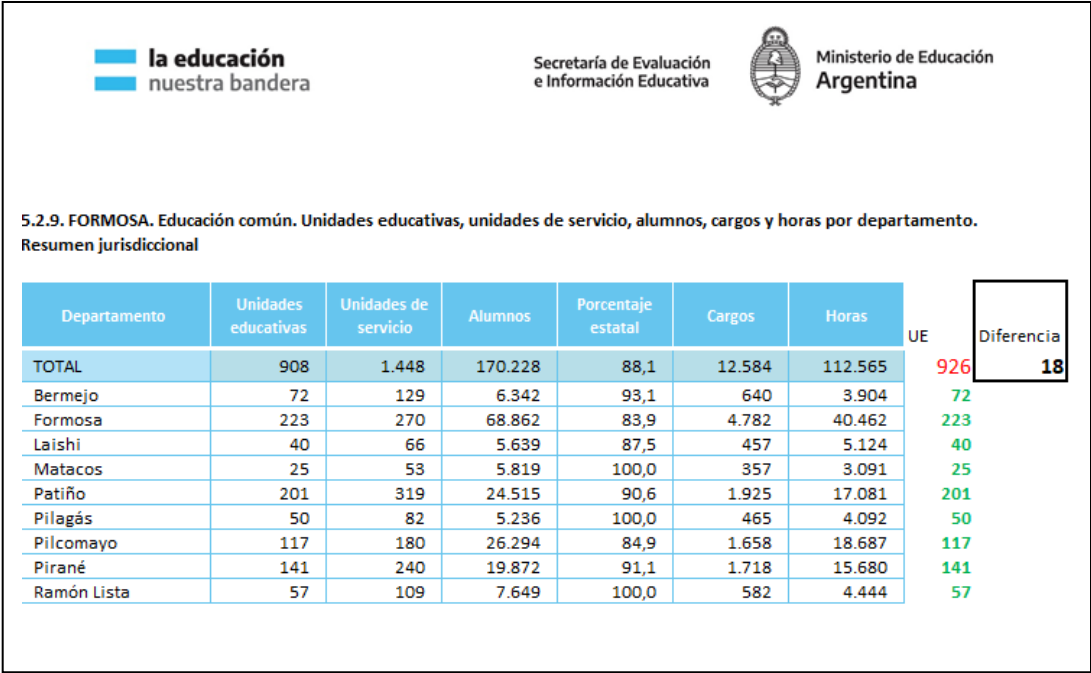 la educación
nuestra bandera
Secretaría de Evaluación
e Información Educativa
Ministerio de Educación
Argentina
5.2.9. FORMOSA. Educación común. Unidades educativas, unidades de servicio, alumnos, cargos y horas por departamento.
Resumen jurisdiccional
Departamento Unidades educativas Unidades de servicio Alumnos Porcentaje estatal Cargos Horas UE Diferencia
TOTAL 908 1.448 170.228 88,1 12.584 112.565 926 18
Bermejo 72 129 6.342 93,1 640 3.904 72
Formosa 223 270 68.862 83,9 4.782 40.462 223
Laishi 40 66 5.639 87,5 457 5.124 40
Matacos 25 53 5.819 100,0 357 3.091 25
Patiño 201 319 24.515 90,6 1.925 17.081 201
Pilagás 50 82 5.236 100,0 465 4.092 50
Pilcomayo 117 180 26.294 84,9 1.658 18.687 117
Pirané 141 240 19.872 91,1 1.718 15.680 141
Ramón Lista 57 109 7.649 100,0 582 4.444 57